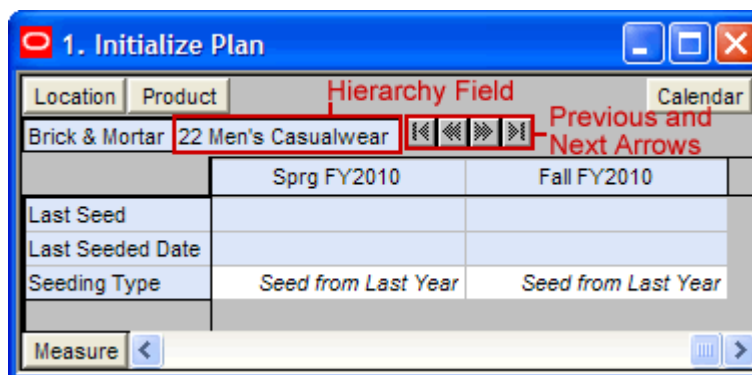 1. Initialize Plan
Location Product Hierarchy Field Calendar
Brick & Mortar 22 Men's Casualwear Previous and
Next Arrows
Sprg FY2010 Fall FY2010
Last Seed
Last Seeded Date
Seeding Type Seed from Last Year Seed from Last Year
Measure